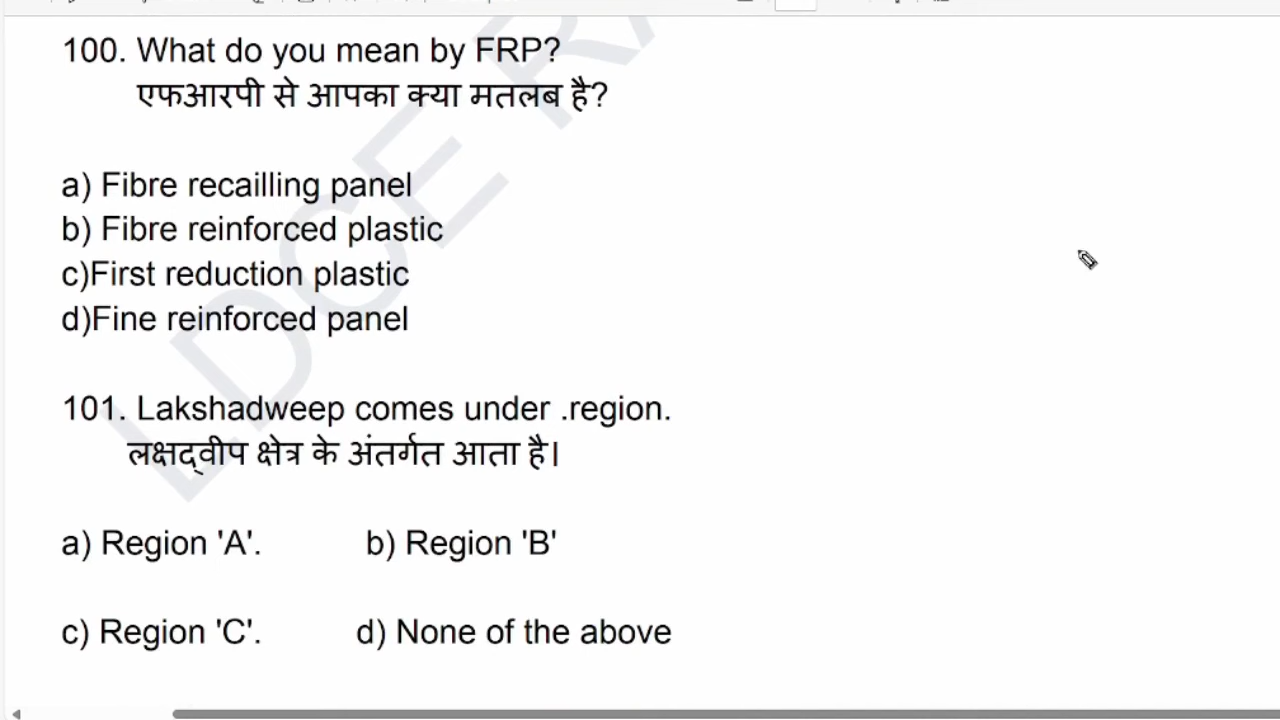 100. What do you mean by FRP?
एफआरपी से आपका क्या मतलब है?
a) Fibre recailling panel
b) Fibre reinforced plastic
c)First reduction plastic
d)Fine reinforced panel
101. Lakshadweep comes under .region.
लक्षद्वीप क्षेत्र के अंतर्गत आता है।
a) Region 'A'. b) Region 'B'
c) Region 'C'. d) None of the above
LDCE